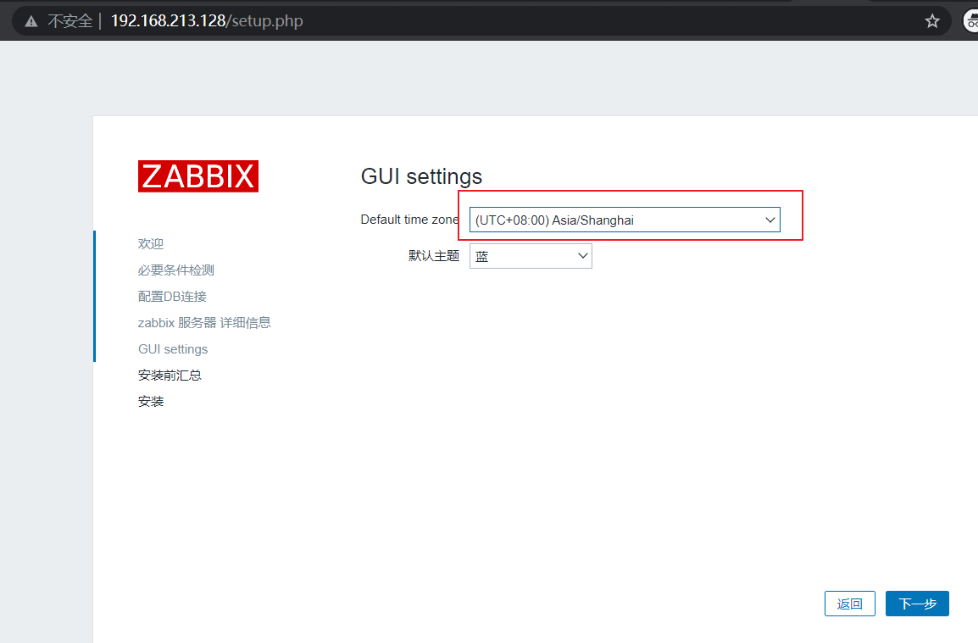 不安全 | 192.168.213.128/setup.php
ZABBIX
GUI settings
Default time zone (UTC+08:00) Asia/Shanghai
默认主题 蓝
欢迎
必要条件检测
配置DB连接
zabbix 服务器 详细信息
GUI settings
安装前汇总
安装
返回 下一步